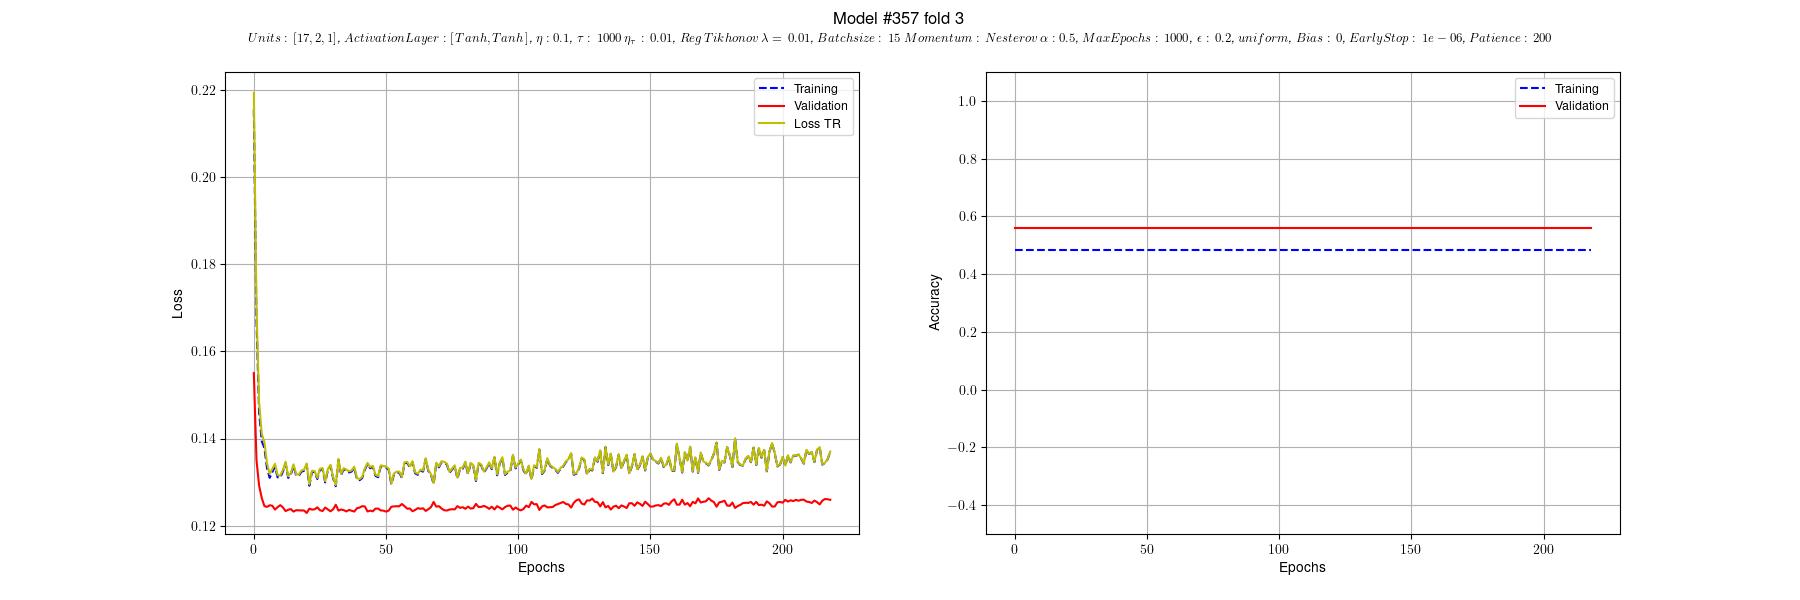 Model #357 fold 3
Units : [17, 2, 1], ActivationLayer : [Tanh, Tanh], η : 0.1, τ : 1000 ητ : 0.01, Reg Tikhonov λ = 0.01, Batchsize : 15 Momentum : Nesterov α : 0.5, MaxEpochs : 1000, ϵ : 0.2, uniform, Bias : 0, EarlyStop : 1e − 06, Patience : 200
Training
Validation
Loss TR
0.22
0.20
0.18
0.16
0.14
0.12
Loss
0 50 100 150 200
Epochs
Training
Validation
1.0
0.8
0.6
0.4
0.2
0.0
−0.2
−0.4
Accuracy
0 50 100 150 200
Epochs